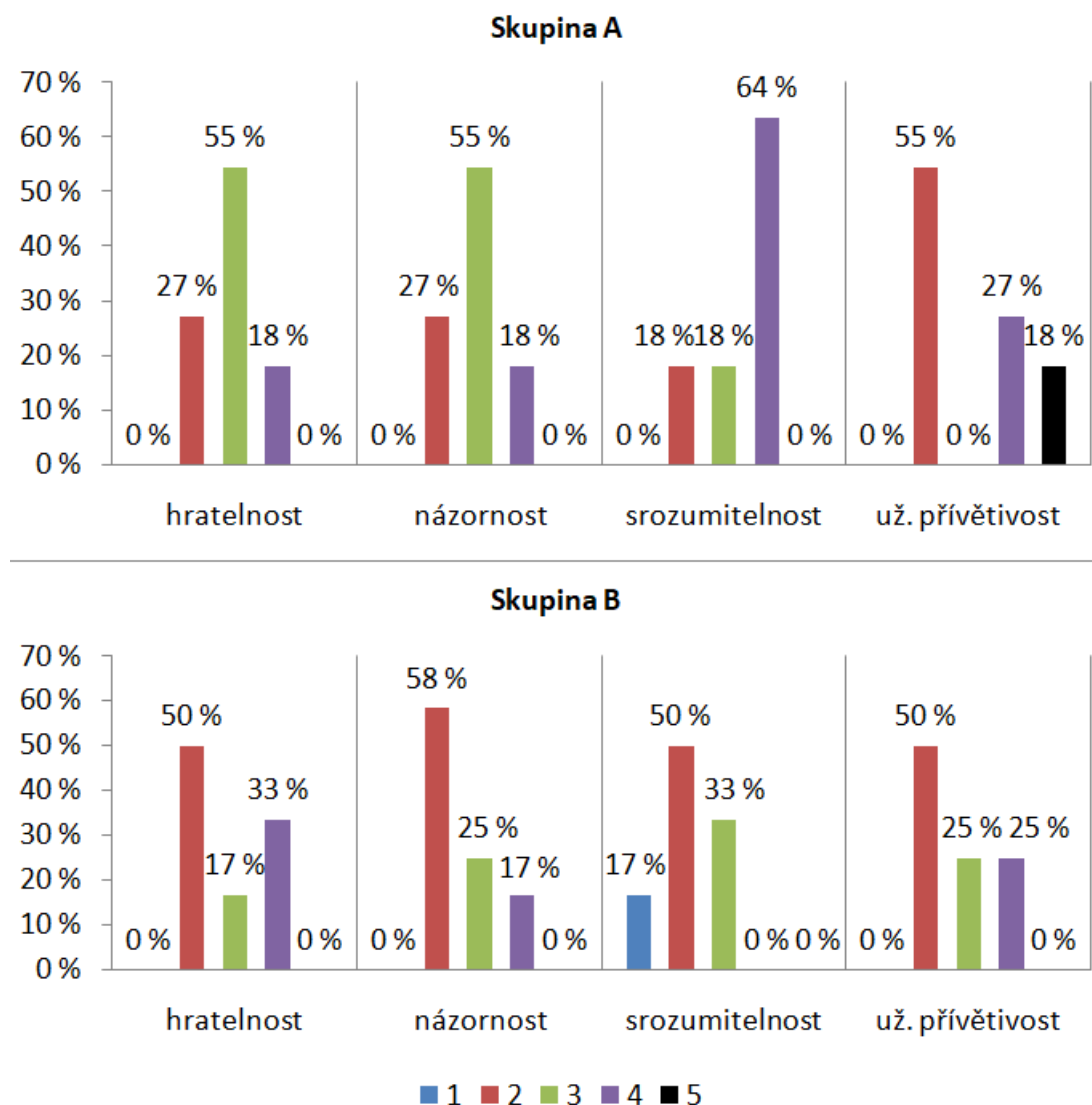 Skupina A
70 %
60 %
50 %
40 %
30 %
20 %
10 %
0 %
0 % 27 % 55 % 18 % 0 %
0 % 27 % 55 % 18 % 0 %
0 % 18 % 18 % 64 % 0 %
0 % 55 % 0 % 27 % 18 %
hratelnost názornost srozumitelnost už. přívětivost
Skupina B
70 %
60 %
50 %
40 %
30 %
20 %
10 %
0 %
0 % 50 % 17 % 33 % 0 %
0 % 58 % 25 % 17 % 0 %
17 % 50 % 33 % 0 % 0 %
0 % 50 % 25 % 25 % 0 %
hratelnost názornost srozumitelnost už. přívětivost
1 2 3 4 5